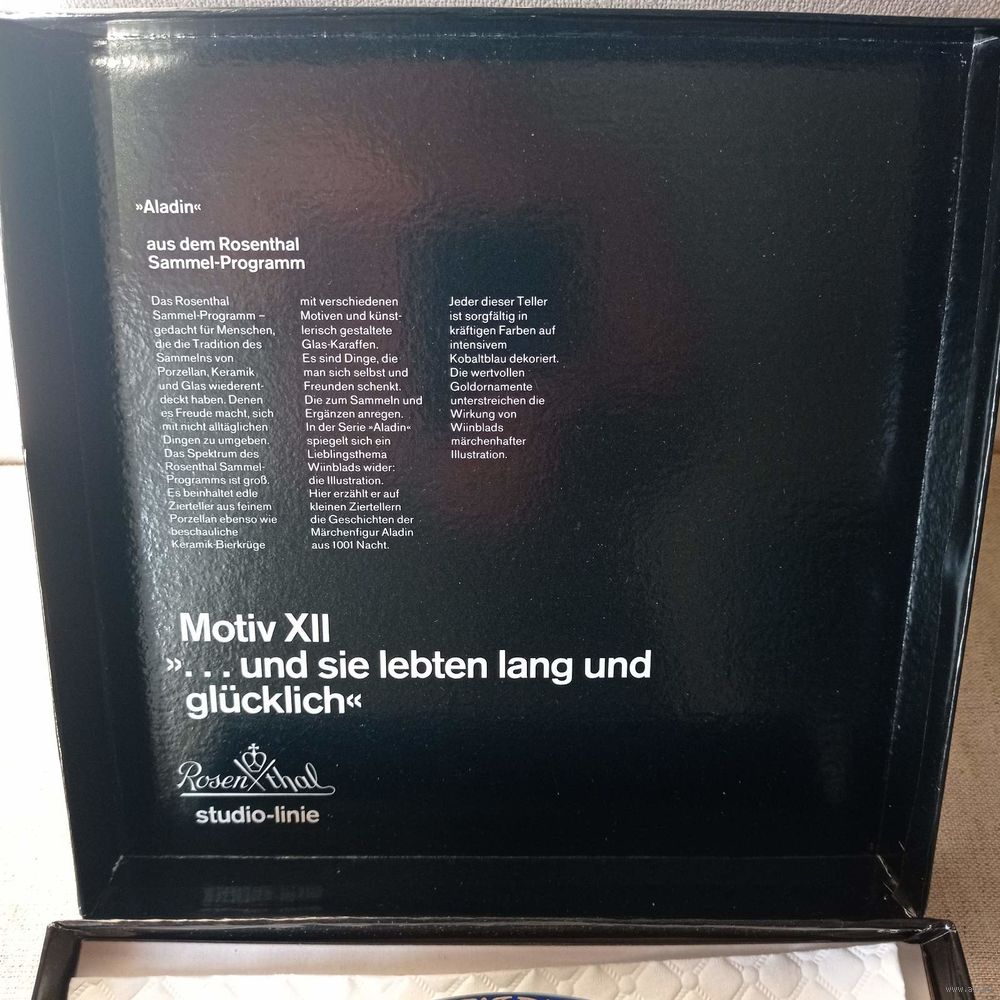 »Aladin«
aus dem Rosenthal
Sammel-Programm
Das Rosenthal
Sammel-Programm –
gedacht für Menschen,
die die Tradition des
Sammelns von
Porzellan, Keramik
und Glas wiederent-
deckt haben. Denen
es Freude macht, sich
mit nicht alltäglichen
Dingen zu umgeben.
Das Spektrum des
Rosenthal Sammel-
Programms ist groß.
Es beinhaltet edle
Zierteller aus feinem
Porzellan ebenso wie
beschauliche
Keramik-Bierkrüge
mit verschiedenen
Motiven und künst-
lerisch gestaltete
Glas-Karaffen.
Es sind Dinge, die
man sich selbst und
Freunden schenkt.
Die zum Sammeln und
Ergänzen anregen.
In der Serie »Aladin«
spiegelt sich ein
Lieblingsthema
Wiinblads wider:
die Illustration.
Hier erzählt er auf
kleinen Ziertellern
die Geschichten der
Märchenfigur Aladin
aus 1001 Nacht.
Jeder dieser Teller
ist sorgfältig in
kräftigen Farben auf
intensivem
Kobaltblau dekoriert.
Die wertvollen
Goldornamente
unterstreichen die
Wirkung von
Wiinblads
märchenhafter
Illustration.
Motiv XII
»... und sie lebten lang und
glücklich«
Rosenthal
studio-linie